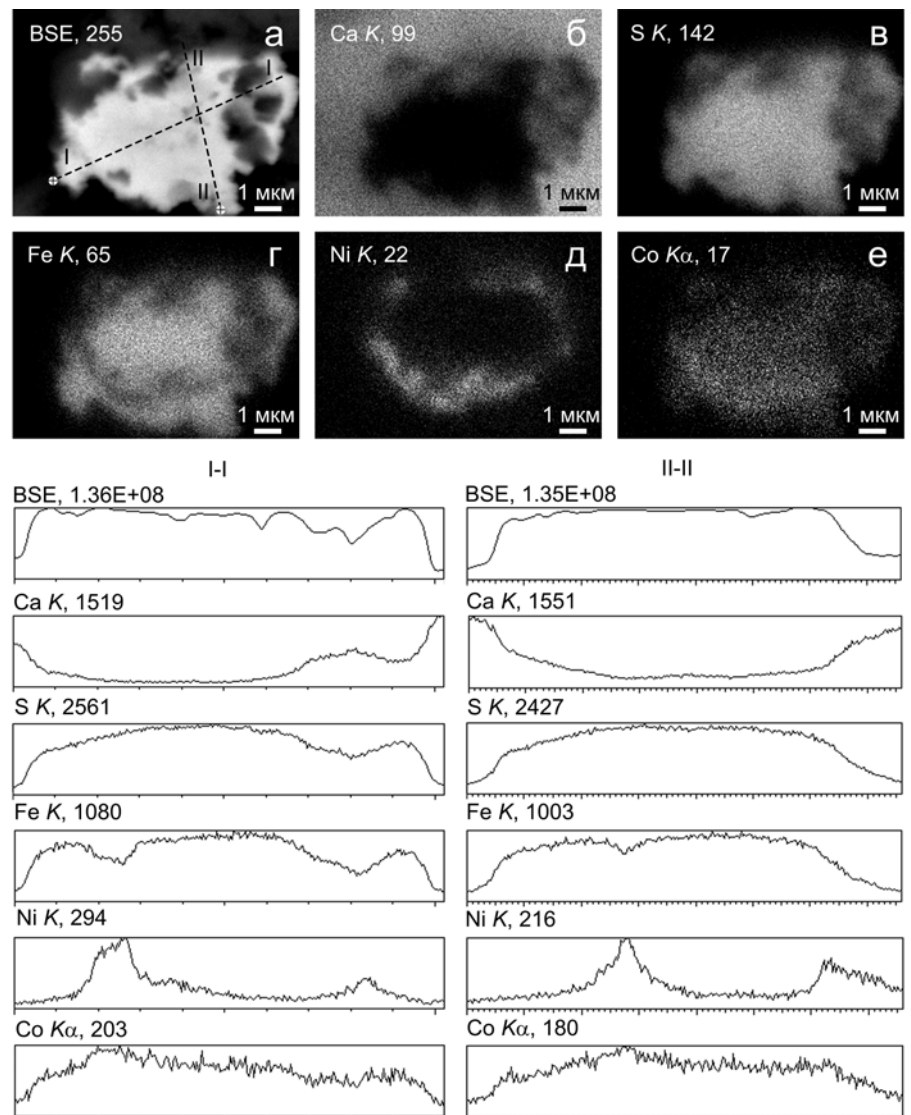 BSE, 255
а
I
II
I
II
1 мкм
Ca K, 99
б
1 мкм
S K, 142
в
1 мкм
Fe K, 65
г
1 мкм
Ni K, 22
д
1 мкм
Co Kα, 17
е
1 мкм
I-I
BSE, 1.36E+08
Ca K, 1519
S K, 2561
Fe K, 1080
Ni K, 294
Co Kα, 203
II-II
BSE, 1.35E+08
Ca K, 1551
S K, 2427
Fe K, 1003
Ni K, 216
Co Kα, 180